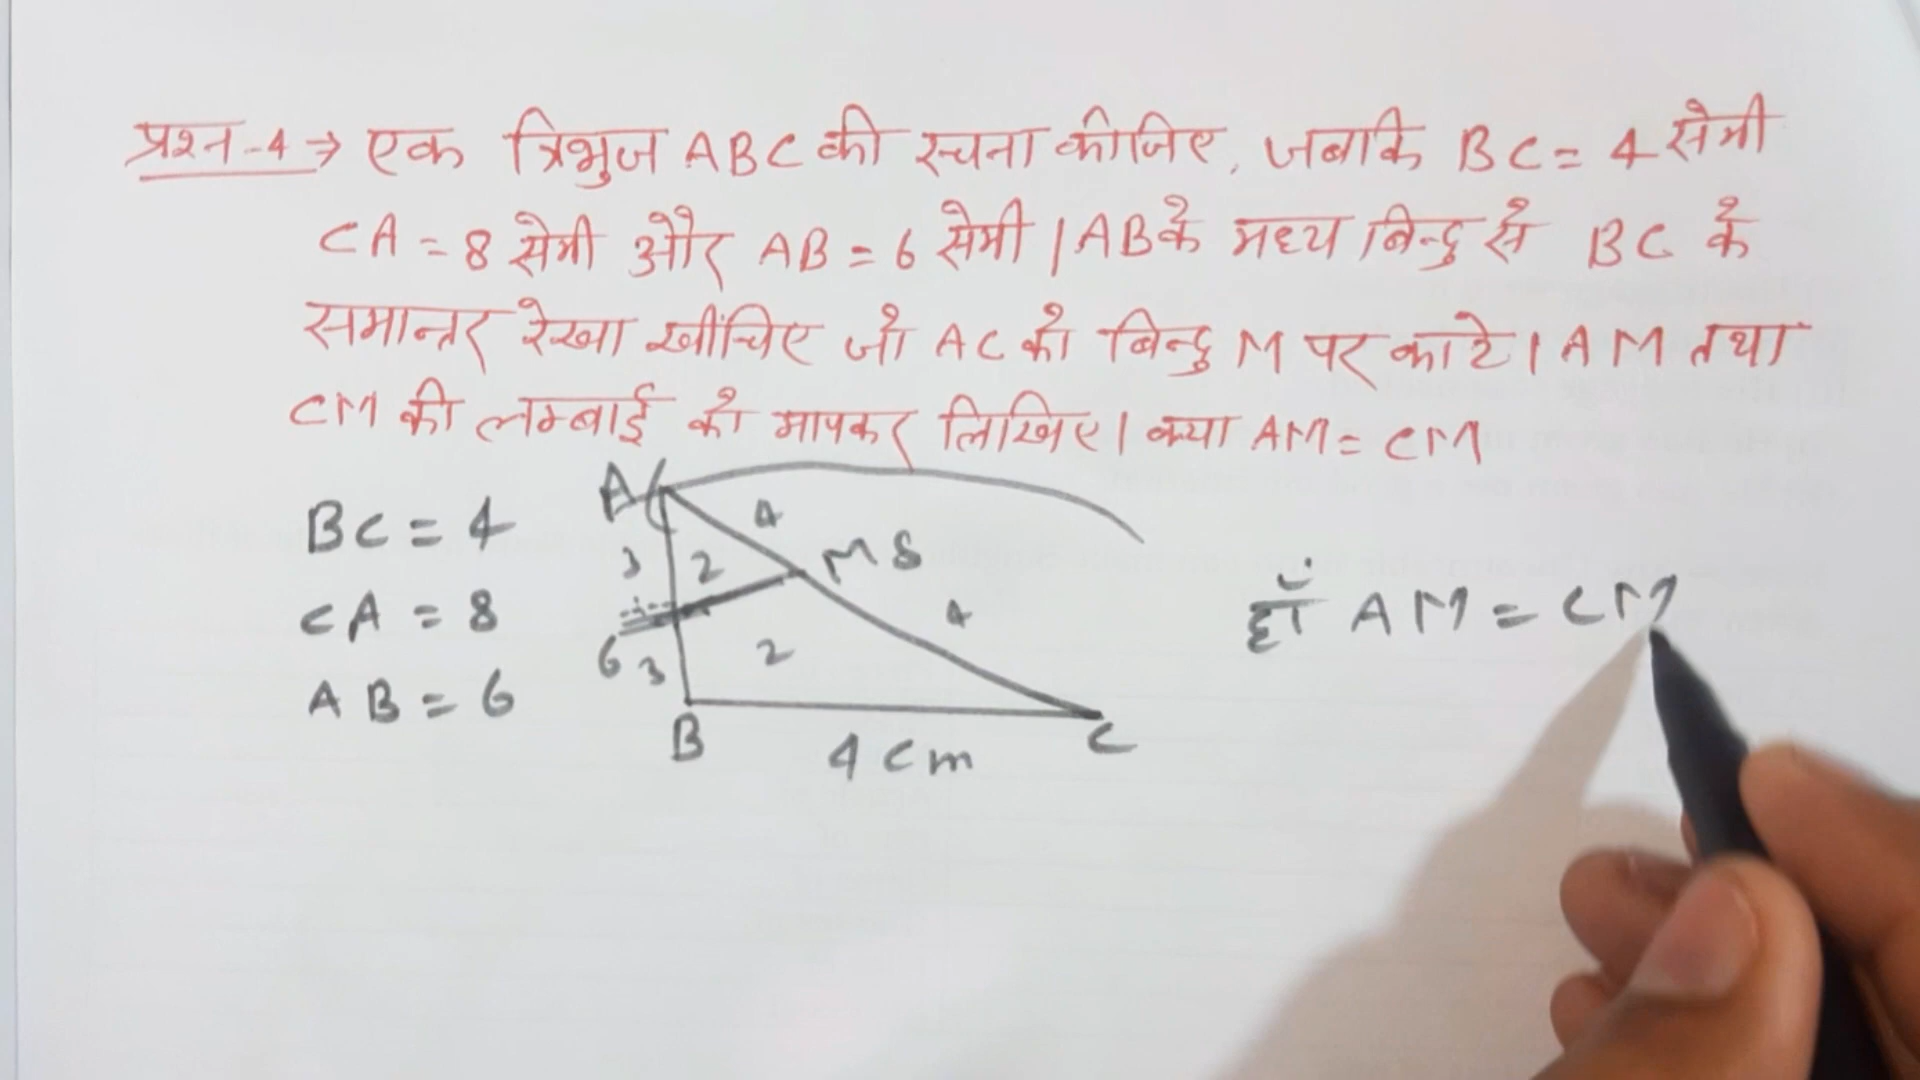 प्रश्न-4→ एक त्रिभुज ABC की रचना कीजिए, जबकि BC = 4 सेमी
CA = 8 सेमी और AB = 6 सेमी | AB के मध्य बिन्दु से BC के
समान्तर रेखा खींचिए जो AC को बिन्दु M पर काटे | AM तथा
CM की लम्बाई को मापकर लिखिए | क्या AM = CM
BC = 4
CA = 8
AB = 6
A
4
3
2
M 8
4
6
3
2
B
C
4 cm
हाँ AM = CM